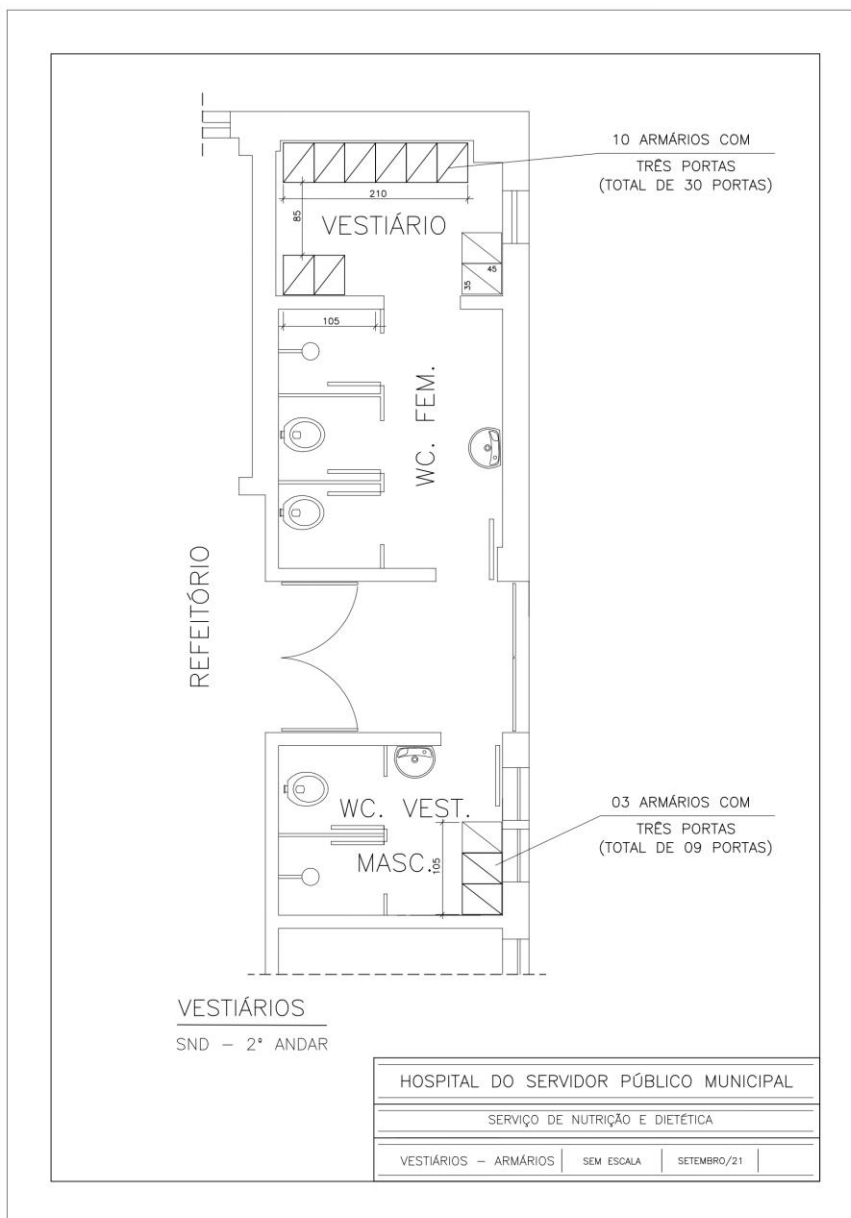 10 ARMÁRIOS COM
TRÊS PORTAS
(TOTAL DE 30 PORTAS)
210
85
VESTIÁRIO
45
35
105
WC. FEM.
REFEITÓRIO
WC. VEST.
MASC.
105
03 ARMÁRIOS COM
TRÊS PORTAS
(TOTAL DE 09 PORTAS)
VESTIÁRIOS
SND - 2º ANDAR
HOSPITAL DO SERVIDOR PÚBLICO MUNICIPAL
SERVIÇO DE NUTRIÇÃO E DIETÉTICA
VESTIÁRIOS - ARMÁRIOS
SEM ESCALA
SETEMBRO/21